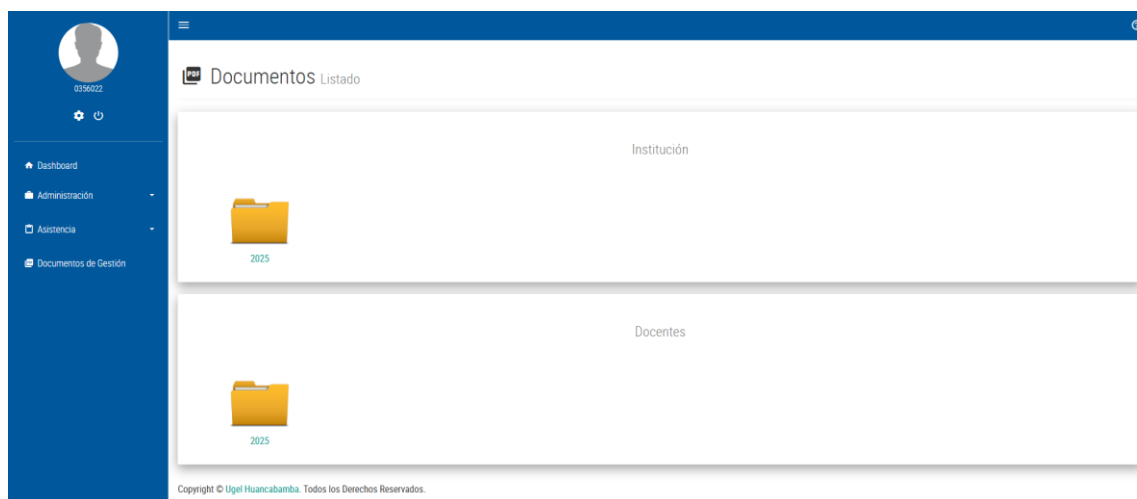 0356022
Dashboard
Administración
Asistencia
Documentos de Gestión
PDF Documentos Listado
Institución
2025
Docentes
2025
Copyright © Ugel Huancabamba. Todos los Derechos Reservados.